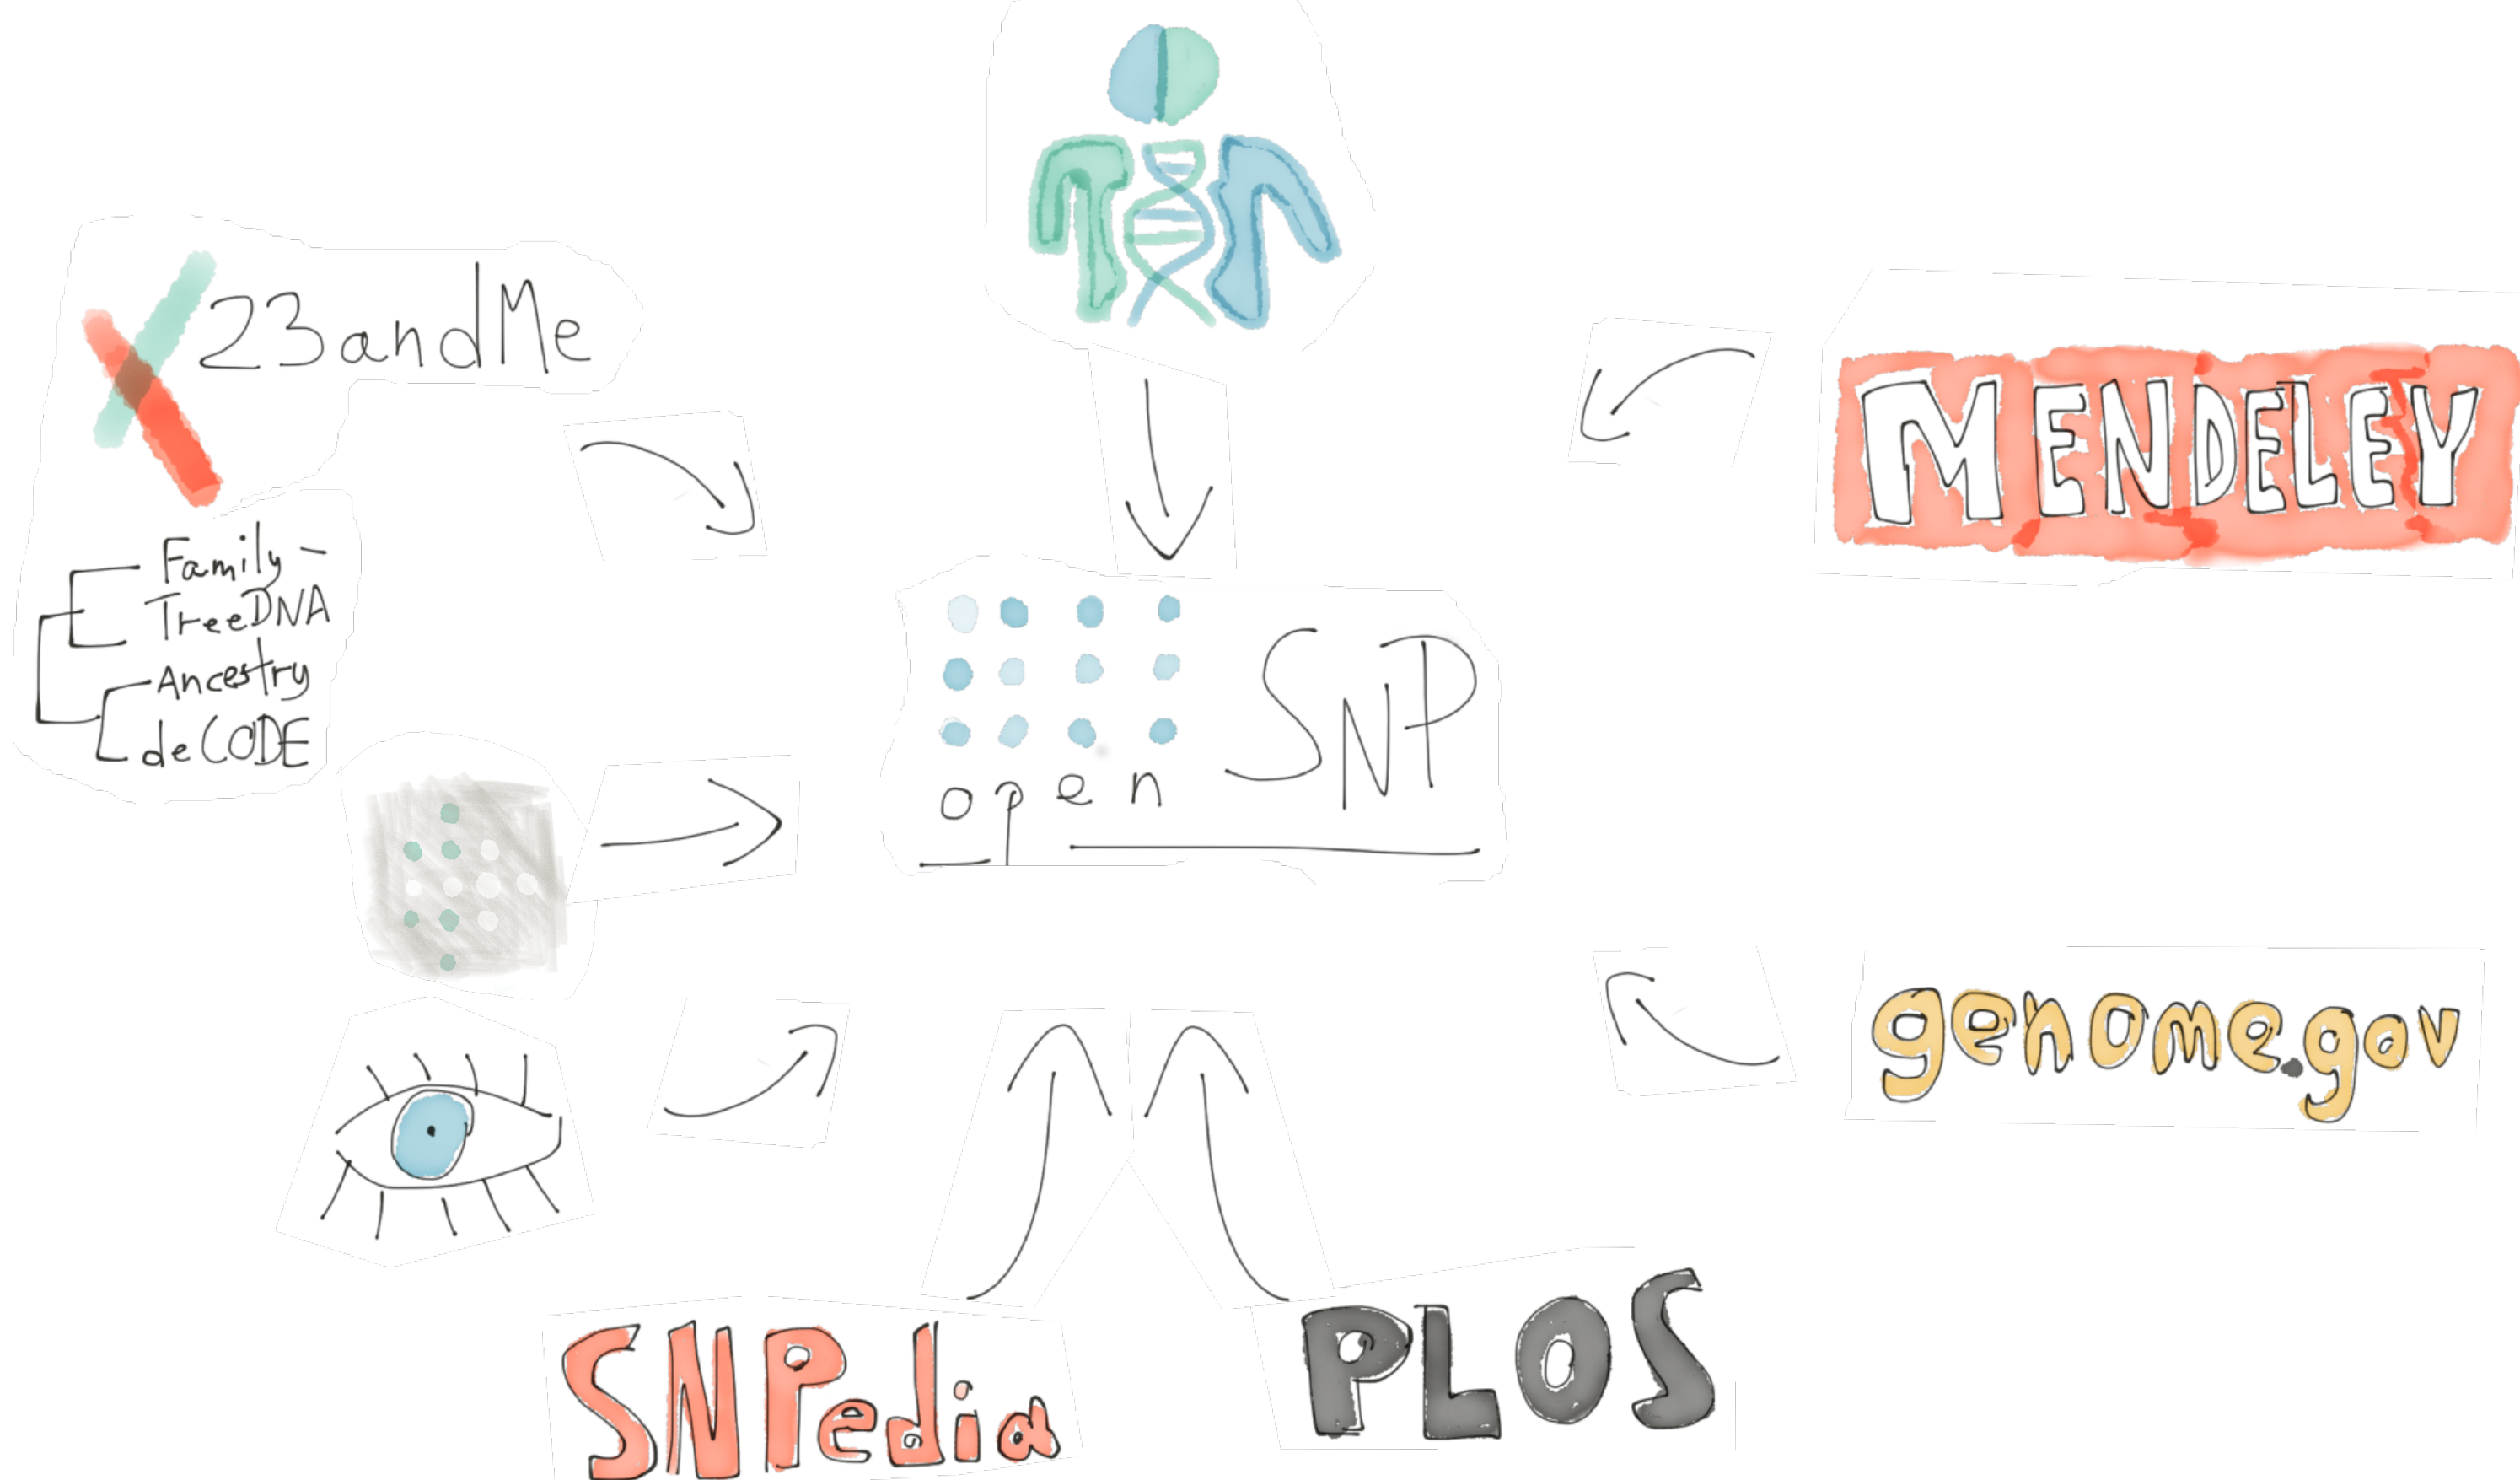 23andMe
MENDELEY
Family-
TreeDNA
Ancestry
deCODE
open SNP
genome.gov
SNPedia
PLOS